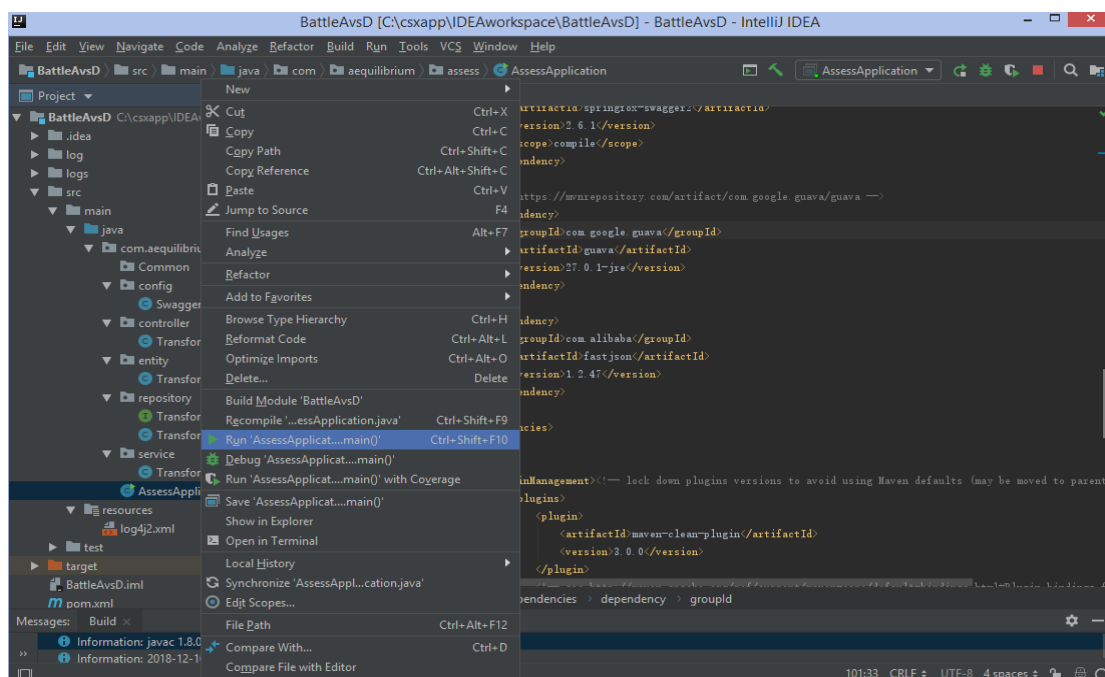 BattleAvsD [C:\csxapp\IDEAworkspace\BattleAvsD] - BattleAvsD - IntelliJ IDEA
File Edit View Navigate Code Analyze Refactor Build Run Tools VCS Window Help
BattleAvsD src main java com aequilibrium assess AssessApplication AssessApplication
Project
BattleAvsD C:\csxapp\IDEA
.idea
log
logs
src
main
java
com.aequilibriu
Common
config
Swagger
controller
Transfor
entity
Transfor
repository
Transfor
Transfor
service
Transfor
AssessAppli
resources
log4j2.xml
test
target
BattleAvsD.iml
pom.xml
New
Cut Ctrl+X
Copy Ctrl+C
Copy Path Ctrl+Shift+C
Copy Reference Ctrl+Alt+Shift+C
Paste Ctrl+V
Jump to Source F4
Find Usages Alt+F7
Analyze
Refactor
Add to Favorites
Browse Type Hierarchy Ctrl+H
Reformat Code Ctrl+Alt+L
Optimize Imports Ctrl+Alt+O
Delete... Delete
Build Module 'BattleAvsD'
Recompile '...essApplication.java' Ctrl+Shift+F9
Run 'AssessApplicat....main()' Ctrl+Shift+F10
Debug 'AssessApplicat....main()'
Run 'AssessApplicat....main()' with Coverage
Save 'AssessApplicat....main()'
Show in Explorer
Open in Terminal
Local History
Synchronize 'AssessAppl...cation.java'
Edit Scopes...
File Path Ctrl+Alt+F12
Compare With... Ctrl+D
Compare File with Editor
artifactId>springfox-swagger2</artifactId>
version>2.6.1</version>
scope>compile</scope>
endency>
https://mvnrepository.com/artifact/com.google.guava/guava -->
dency>
groupId>com.google.guava</groupId>
artifactId>guava</artifactId>
version>27.0.1-jre</version>
endency>
dency>
groupId>com.alibaba</groupId>
artifactId>fastjson</artifactId>
version>1.2.47</version>
endency>
ncies>
inManagement><!-- lock down plugins versions to avoid using Maven defaults (may be moved to parent
plugins>
<plugin>
<artifactId>maven-clean-plugin</artifactId>
<version>3.0.0</version>
</plugin>
pendencies > dependency > groupId
Messages: Build
Information: javac 1.8.0
Information: 2018-12-1
101:33 CRLF UTF-8 4 spaces